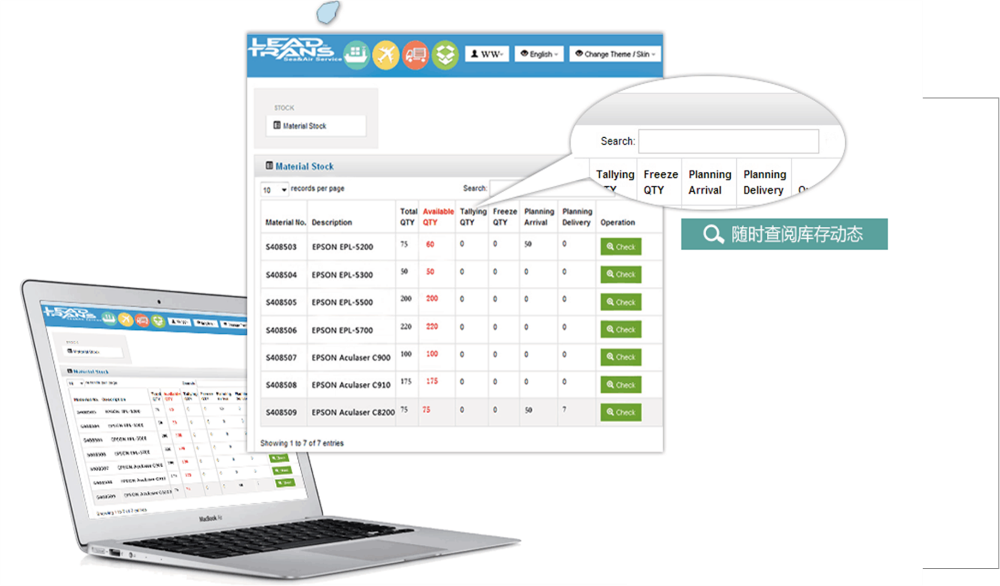 LEAD
TRANS
Sea&Air Service
WW
English
Change Theme / Skin
STOCK
Material Stock
Material Stock
10 records per page
Search:
Material No. Description Total QTY Available QTY Tallying QTY Freeze QTY Planning Arrival Planning Delivery Operation
S408503 EPSON EPL-5200 75 60 0 0 50 0 Check
S408504 EPSON EPL-5300 50 50 0 0 0 0 Check
S408505 EPSON EPL-5500 200 200 0 0 0 0 Check
S408506 EPSON EPL-5700 220 220 0 0 0 0 Check
S408507 EPSON Aculaser C900 100 100 0 0 0 0 Check
S408508 EPSON Aculaser C910 175 175 0 0 0 0 Check
S408509 EPSON Aculaser C8200 75 75 0 0 50 7 Check
Showing 1 to 7 of 7 entries
Search:
Tallying Freeze Planning Planning
QTY Arrival Delivery
随时查阅库存动态
LEAD
TRANS
Material Stock
MacBook Air